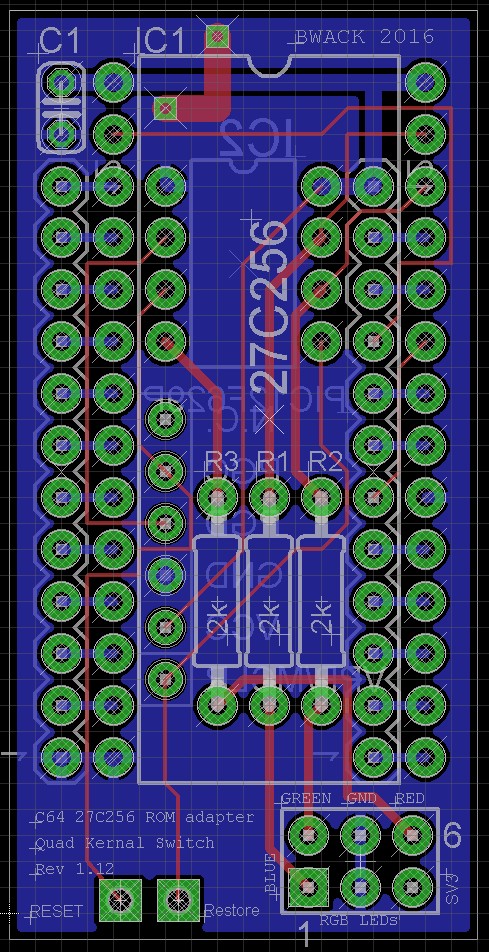 C1
IC1
BWACK 2016
IC2
27C256
R3
R1
R2
GND
2k
2k
2k
GREEN
GND
RED
C64 27C256 ROM adapter
Quad Kernal Switch
Rev 1.12
6
BLUE
SV3
RESET
Restore
RGB LEDs
1